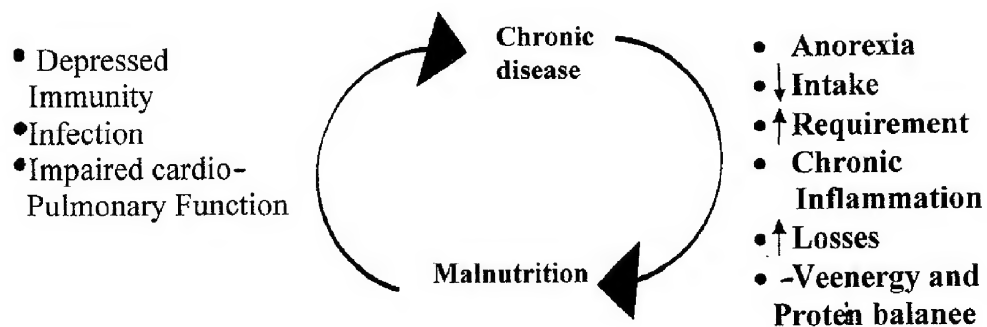 • Depressed
Immunity
•Infection
•Impaired cardio-
Pulmonary Function
Chronic
disease
Malnutrition
• Anorexia
• ↓Intake
• ↑Requirement
• Chronic
Inflammation
• ↑Losses
• -Veenergy and
Protein balanee